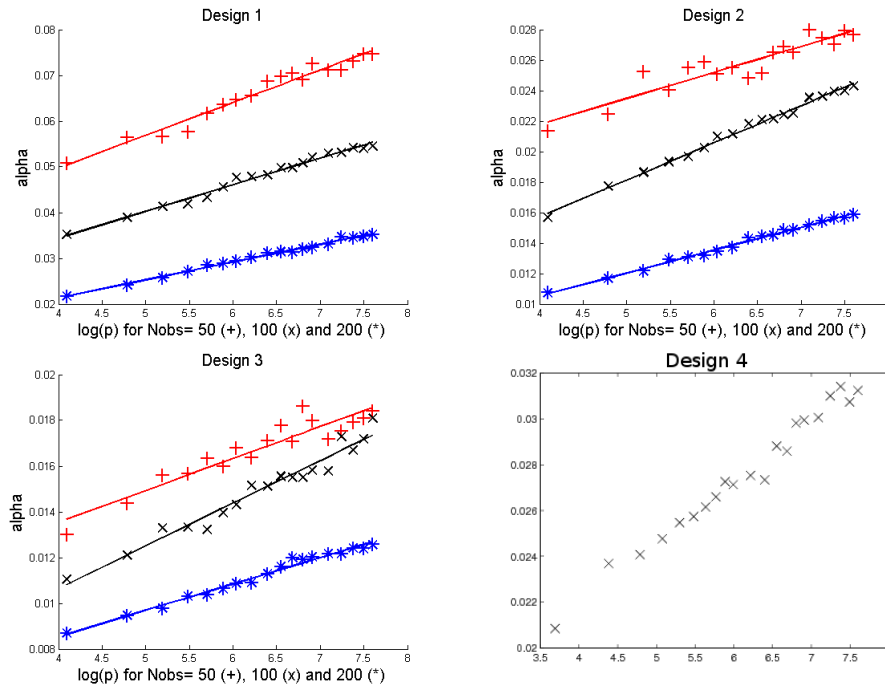 Design 1
0.08
0.07
0.06
0.05
0.04
0.03
0.02
alpha
4 4.5 5 5.5 6 6.5 7 7.5 8
log(p) for Nobs= 50 (+), 100 (x) and 200 (*)
Design 2
0.028
0.026
0.024
0.022
0.02
0.018
0.016
0.014
0.012
0.01
alpha
4 4.5 5 5.5 6 6.5 7 7.5 8
log(p) for Nobs= 50 (+), 100 (x) and 200 (*)
Design 3
0.02
0.018
0.016
0.014
0.012
0.01
0.008
alpha
4 4.5 5 5.5 6 6.5 7 7.5 8
log(p) for Nobs= 50 (+), 100 (x) and 200 (*)
Design 4
0.032
0.03
0.028
0.026
0.024
0.022
0.02
3.5 4 4.5 5 5.5 6 6.5 7 7.5